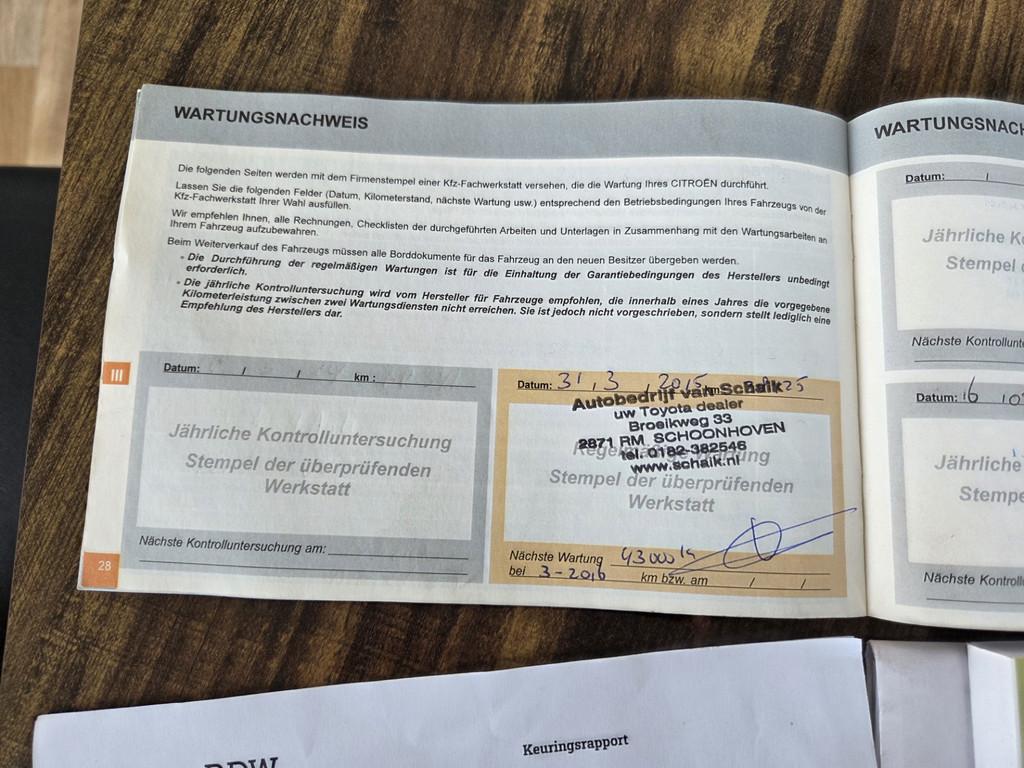 WARTUNGSNACHWEIS
Die folgenden Seiten werden mit dem Firmenstempel einer Kfz-Fachwerkstatt versehen, die die Wartung Ihres CITROËN durchführt.
Lassen Sie die folgenden Felder (Datum, Kilometerstand, nächste Wartung usw.) entsprechend den Betriebsbedingungen Ihres Fahrzeugs von der
Kfz-Fachwerkstatt Ihrer Wahl ausfüllen.
Wir empfehlen Ihnen, alle Rechnungen, Checklisten der durchgeführten Arbeiten und Unterlagen in Zusammenhang mit den Wartungsarbeiten an
Ihrem Fahrzeug aufzubewahren.
Beim Weiterverkauf des Fahrzeugs müssen alle Borddokumente für das Fahrzeug an den neuen Besitzer übergeben werden.
- Die Durchführung der regelmäßigen Wartungen ist für die Einhaltung der Garantiebedingungen des Herstellers unbedingt
erforderlich.
- Die jährliche Kontrolluntersuchung wird vom Hersteller für Fahrzeuge empfohlen, die innerhalb eines Jahres die vorgegebene
Kilometerleistung zwischen zwei Wartungsdiensten nicht erreichen. Sie ist jedoch nicht vorgeschrieben, sondern stellt lediglich eine
Empfehlung des Herstellers dar.
III
Datum: / / km :
Jährliche Kontrolluntersuchung
Stempel der überprüfenden
Werkstatt
Nächste Kontrolluntersuchung am:
28
Datum: 31, 3, 2015 km
Autobedrijf van Schaik
uw Toyota dealer
Broeikweg 33
2871 RM SCHOONHOVEN
tel. 0182-382546
www.schaik.nl
Regelmäßige Wartung
Stempel der überprüfenden
Werkstatt
Nächste Wartung 43000
bei 3-2016 km bzw. am / /
WARTUNGSNACH
Datum: /
Jährliche K
Stempel
Nächste Kontrollunt
Datum: 16
Jährliche
Stemp
Nächste Kontroll
RDW
Keuringsrapport